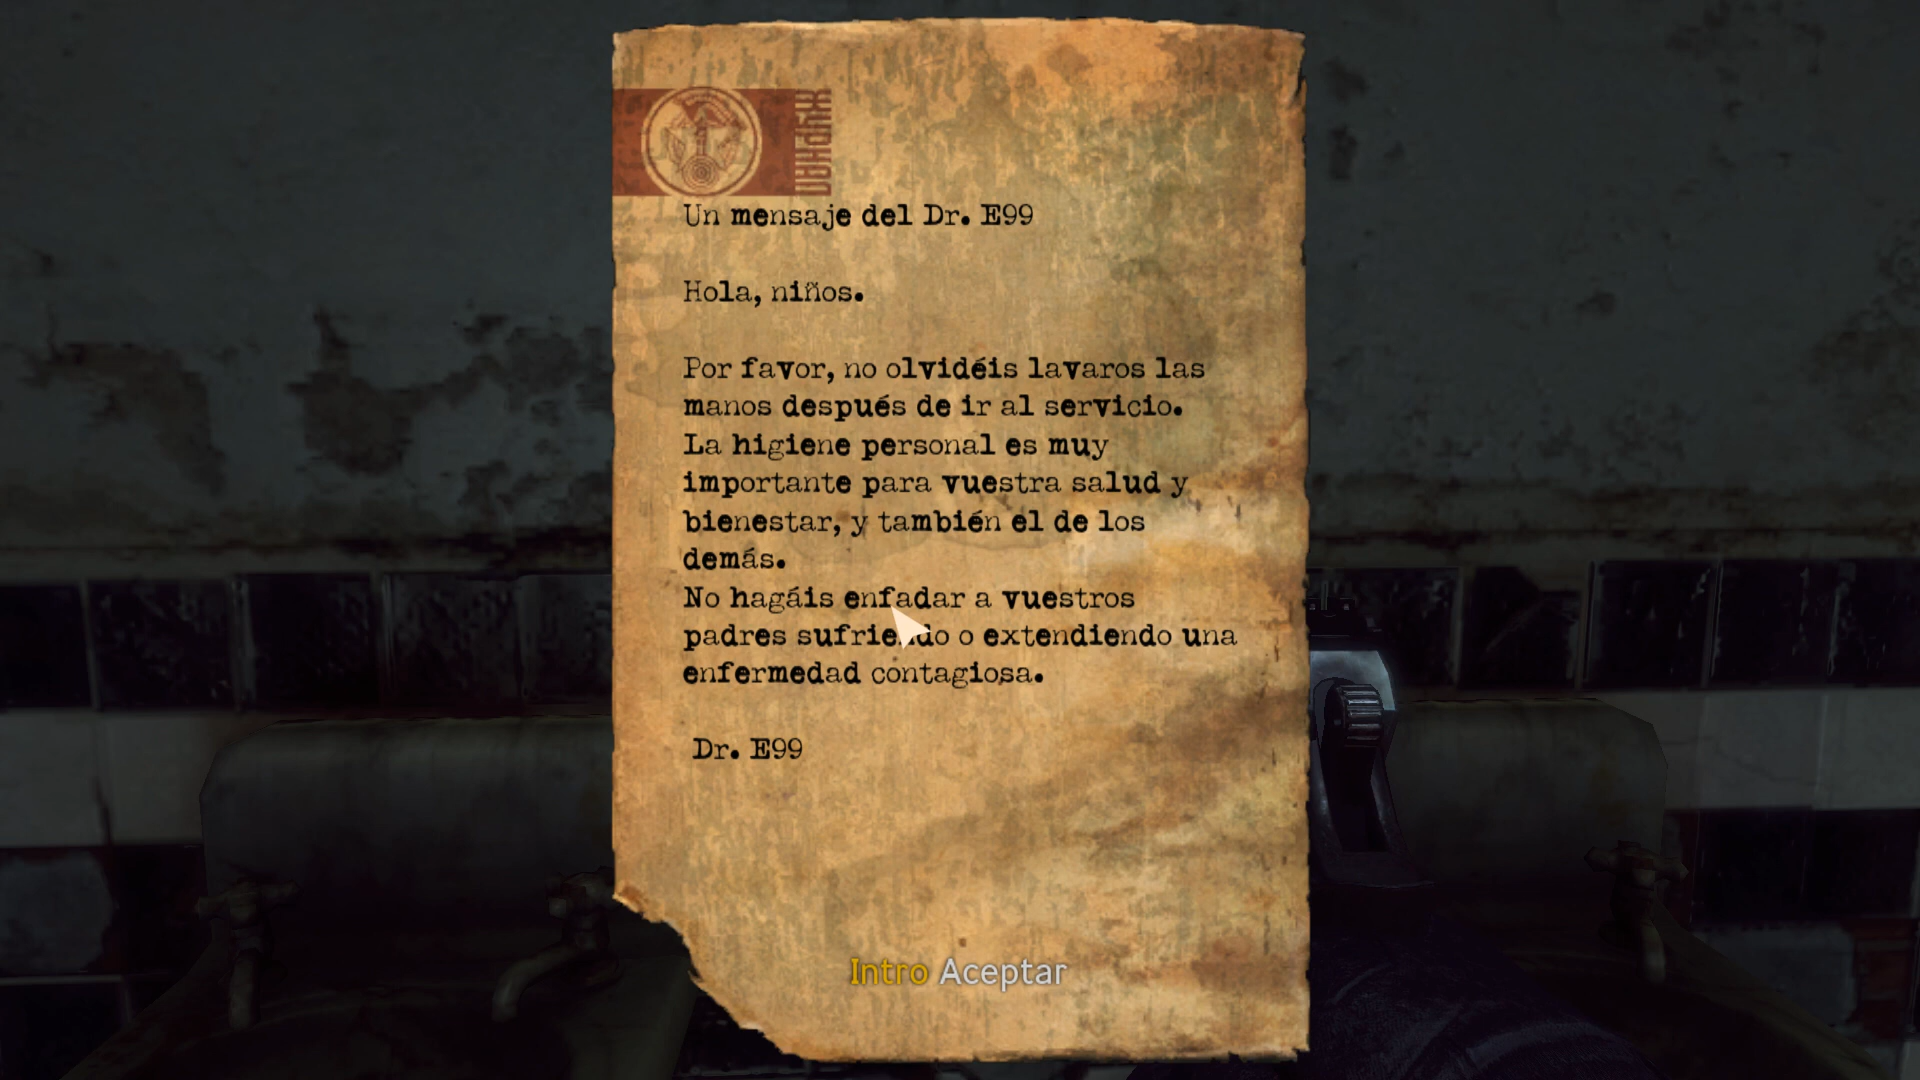 Un mensaje del Dr. E99
Hola, niños.
Por favor, no olvidéis lavaros las
manos después de ir al servicio.
La higiene personal es muy
importante para vuestra salud y
bienestar, y también el de los
demás.
No hagáis enfadar a vuestros
padres sufriendo o extendiendo una
enfermedad contagiosa.
Dr. E99
Intro Aceptar